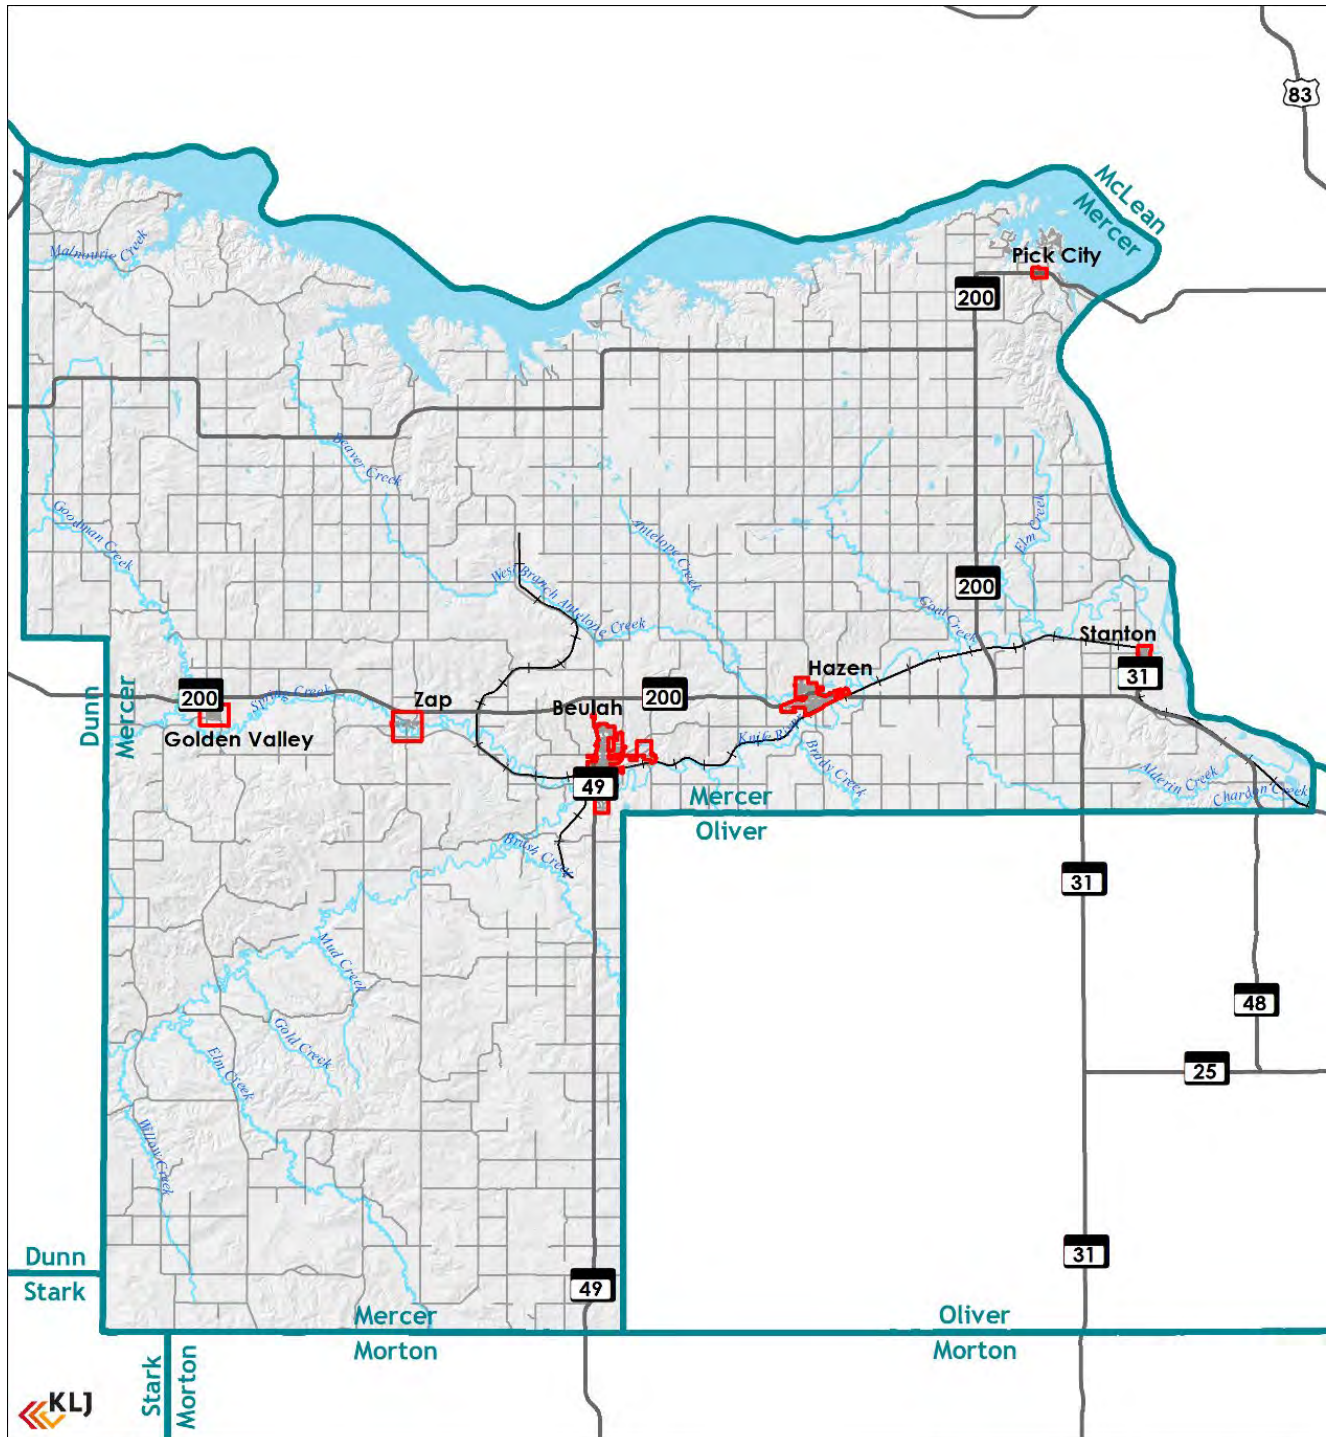 83
McLean
Mercer
Pick City
Malnourie Creek
200
Beaver Creek
Goodman Creek
Antelope Creek
Elm Creek
West Branch Antelope Creek
200
Coal Creek
Stanton
Hazen
31
200
Spring Creek
Zap
200
Beulah
Dunn
Mercer
Golden Valley
Knife River
Brady Creek
Alderin Creek
Chardon Creek
49
Mercer
Oliver
Brush Creek
31
Mud Creek
Gold Creek
48
Elm Creek
25
Willow Creek
31
Dunn
Stark
49
Mercer
Morton
Oliver
Morton
Stark
Morton
KLJ